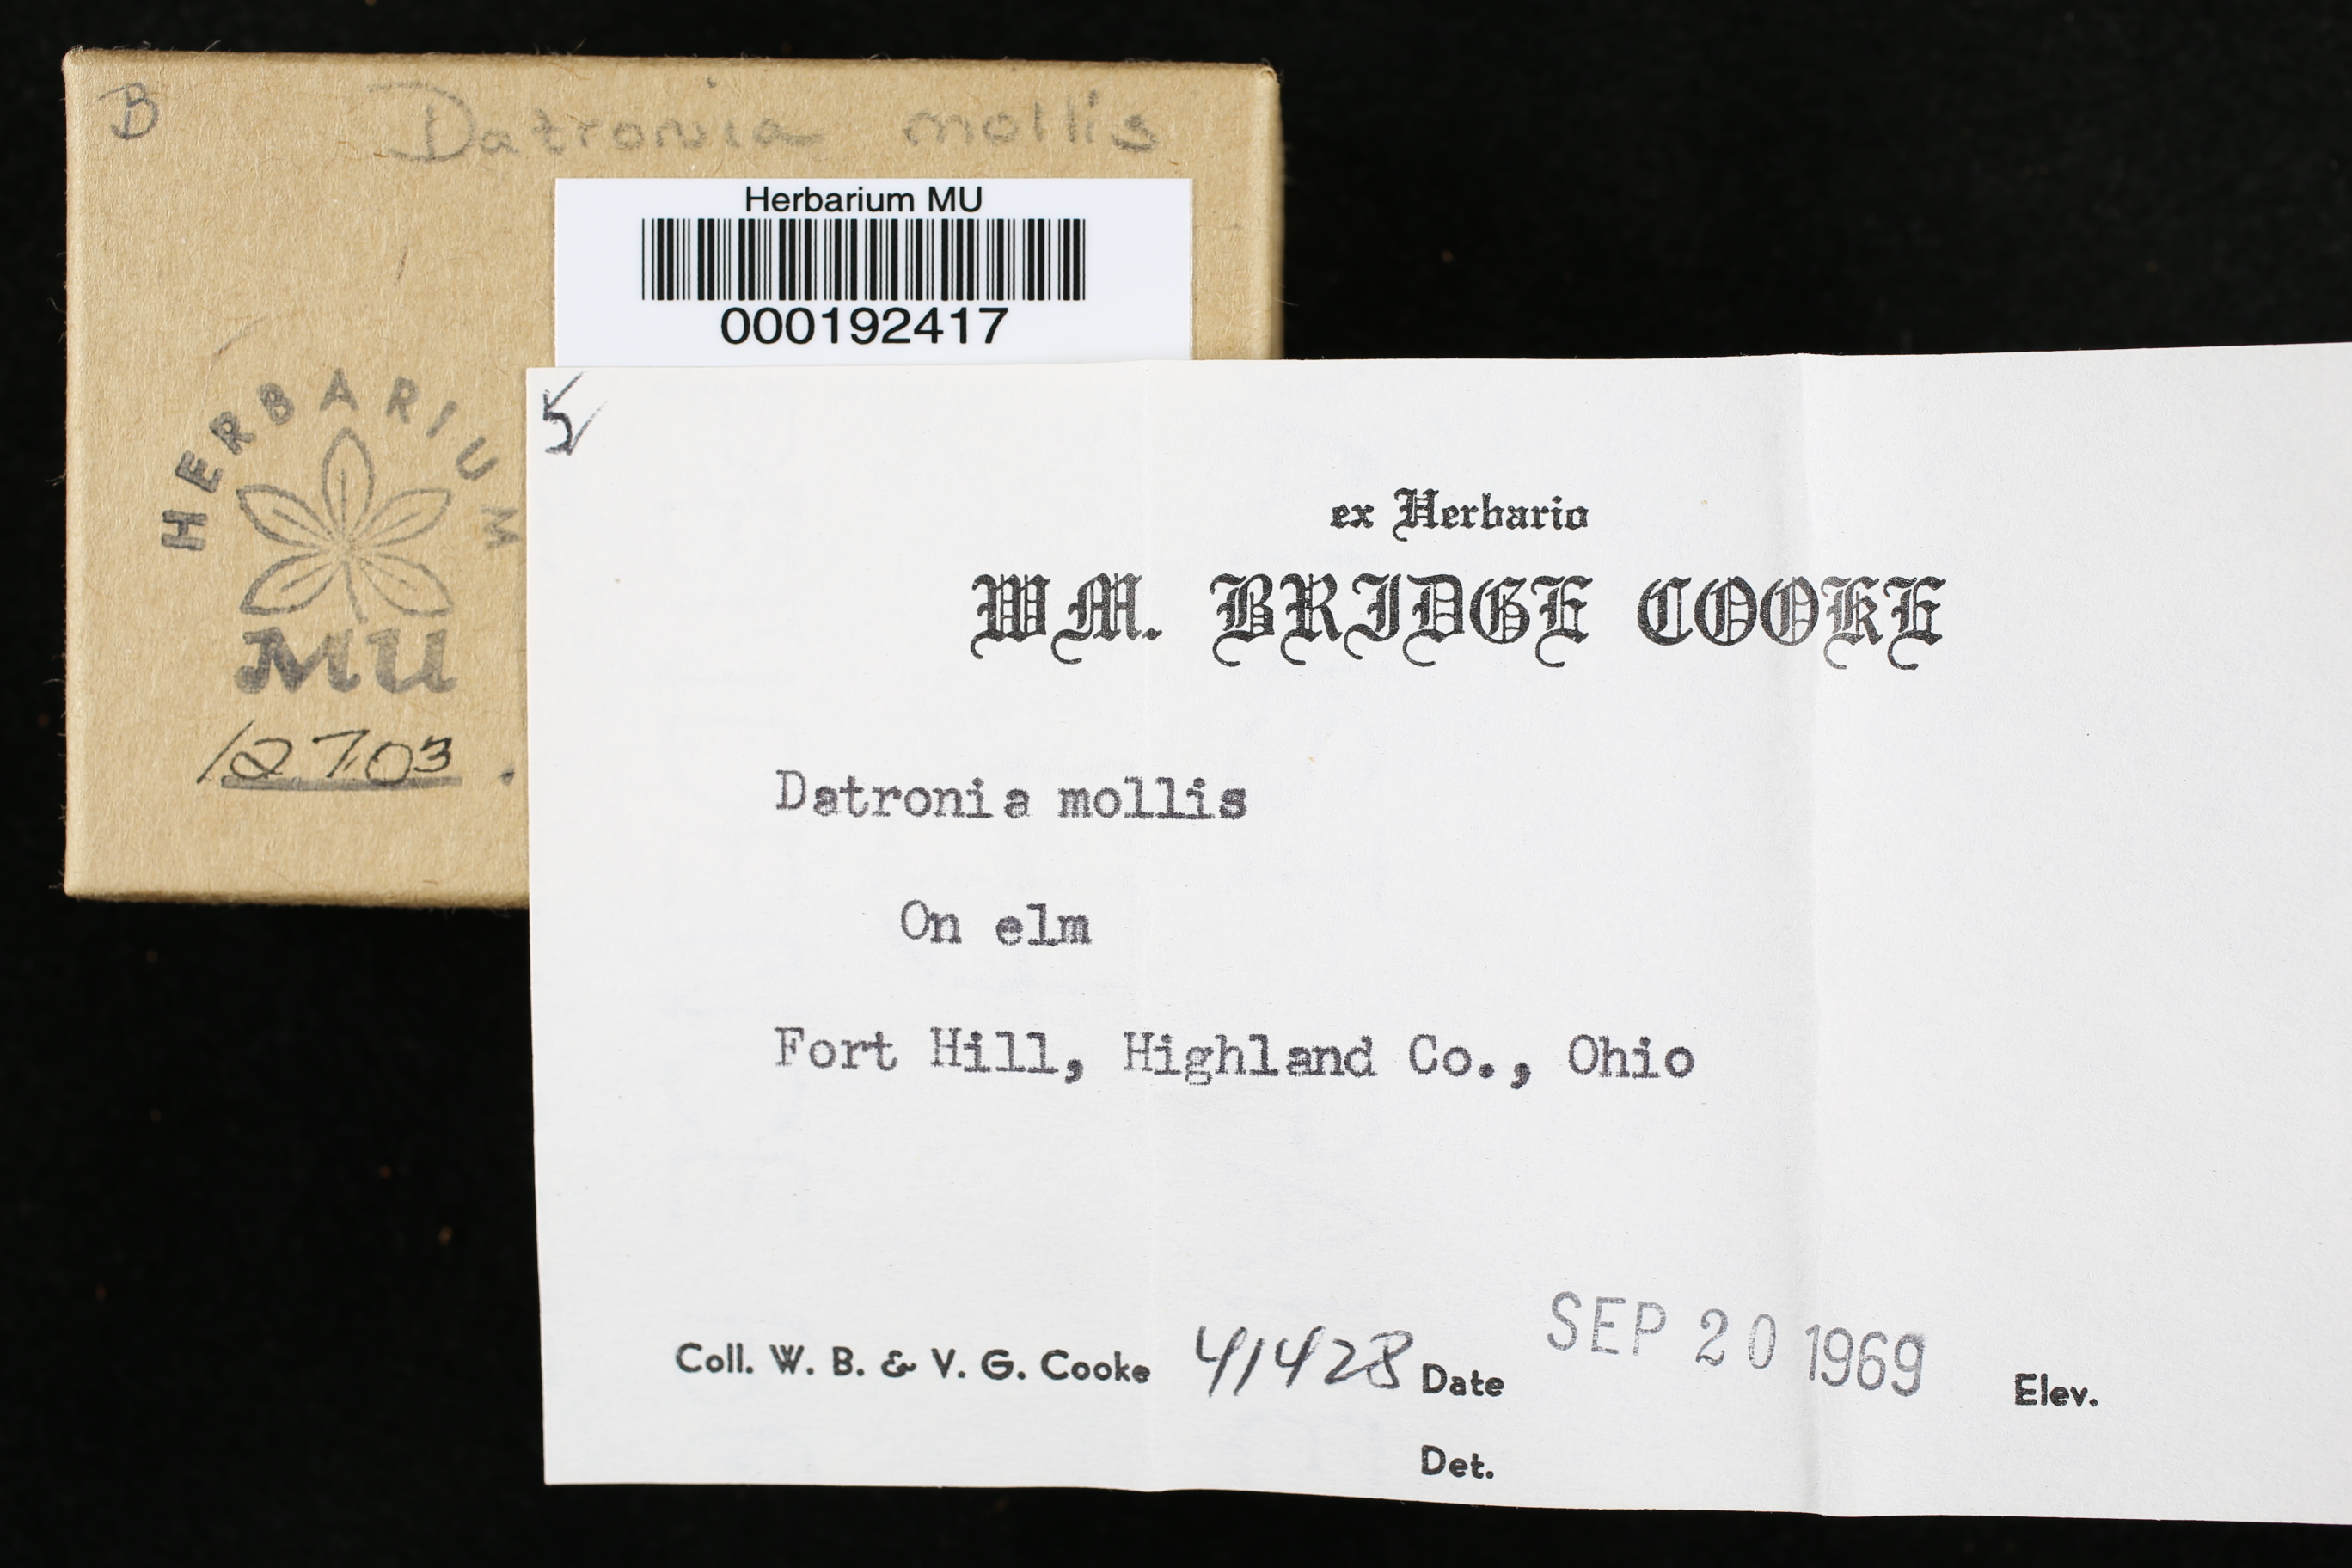 B Datronia mollis
Herbarium MU
000192417
HERBARIUM
MU
12703
5
ex Herbario
WM. BRIDGE COOKE
Datronia mollis
On elm
Fort Hill, Highland Co., Ohio
Coll. W. B. & V. G. Cooke 41428 Date SEP 20 1969 Elev.
Det.